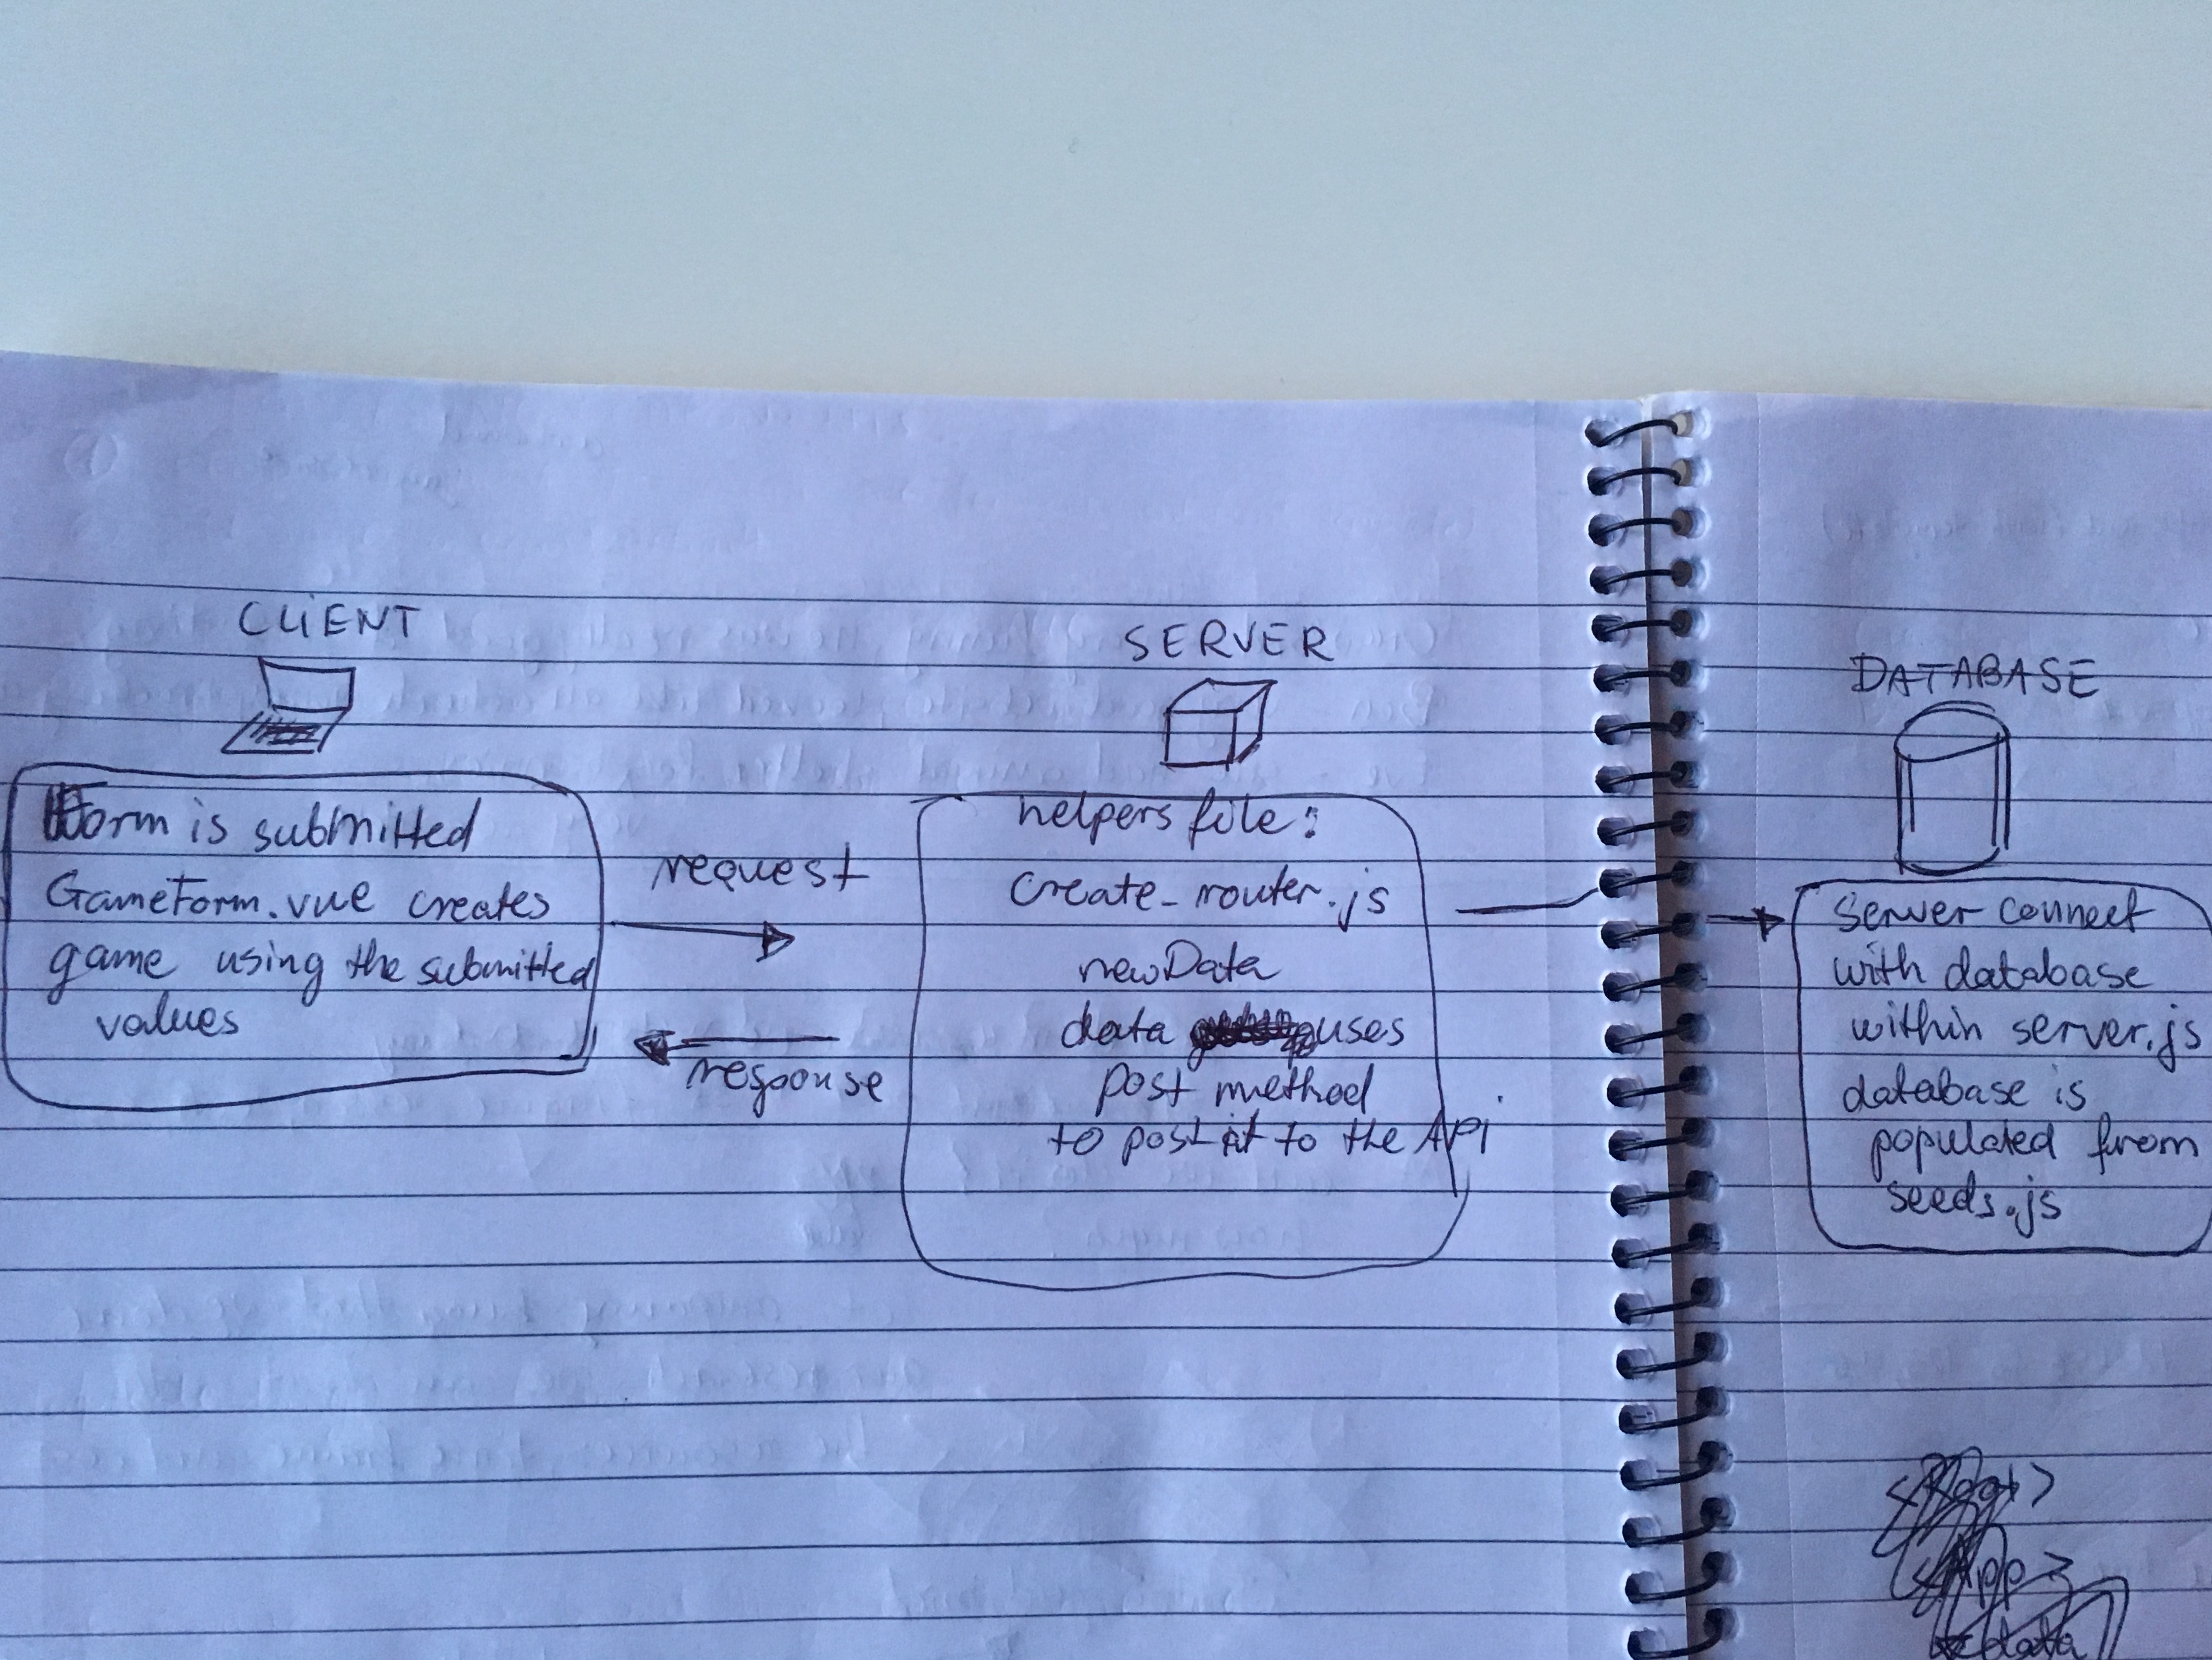 CLIENT
Form is submitted
GameForm.vue creates
game using the submitted
values
request
response
SERVER
helpers file:
create_router.js
newData
data uses
post method
to post it to the API
DATABASE
server connect
with database
within server.js
database is
populated from
seeds.js
App>
data